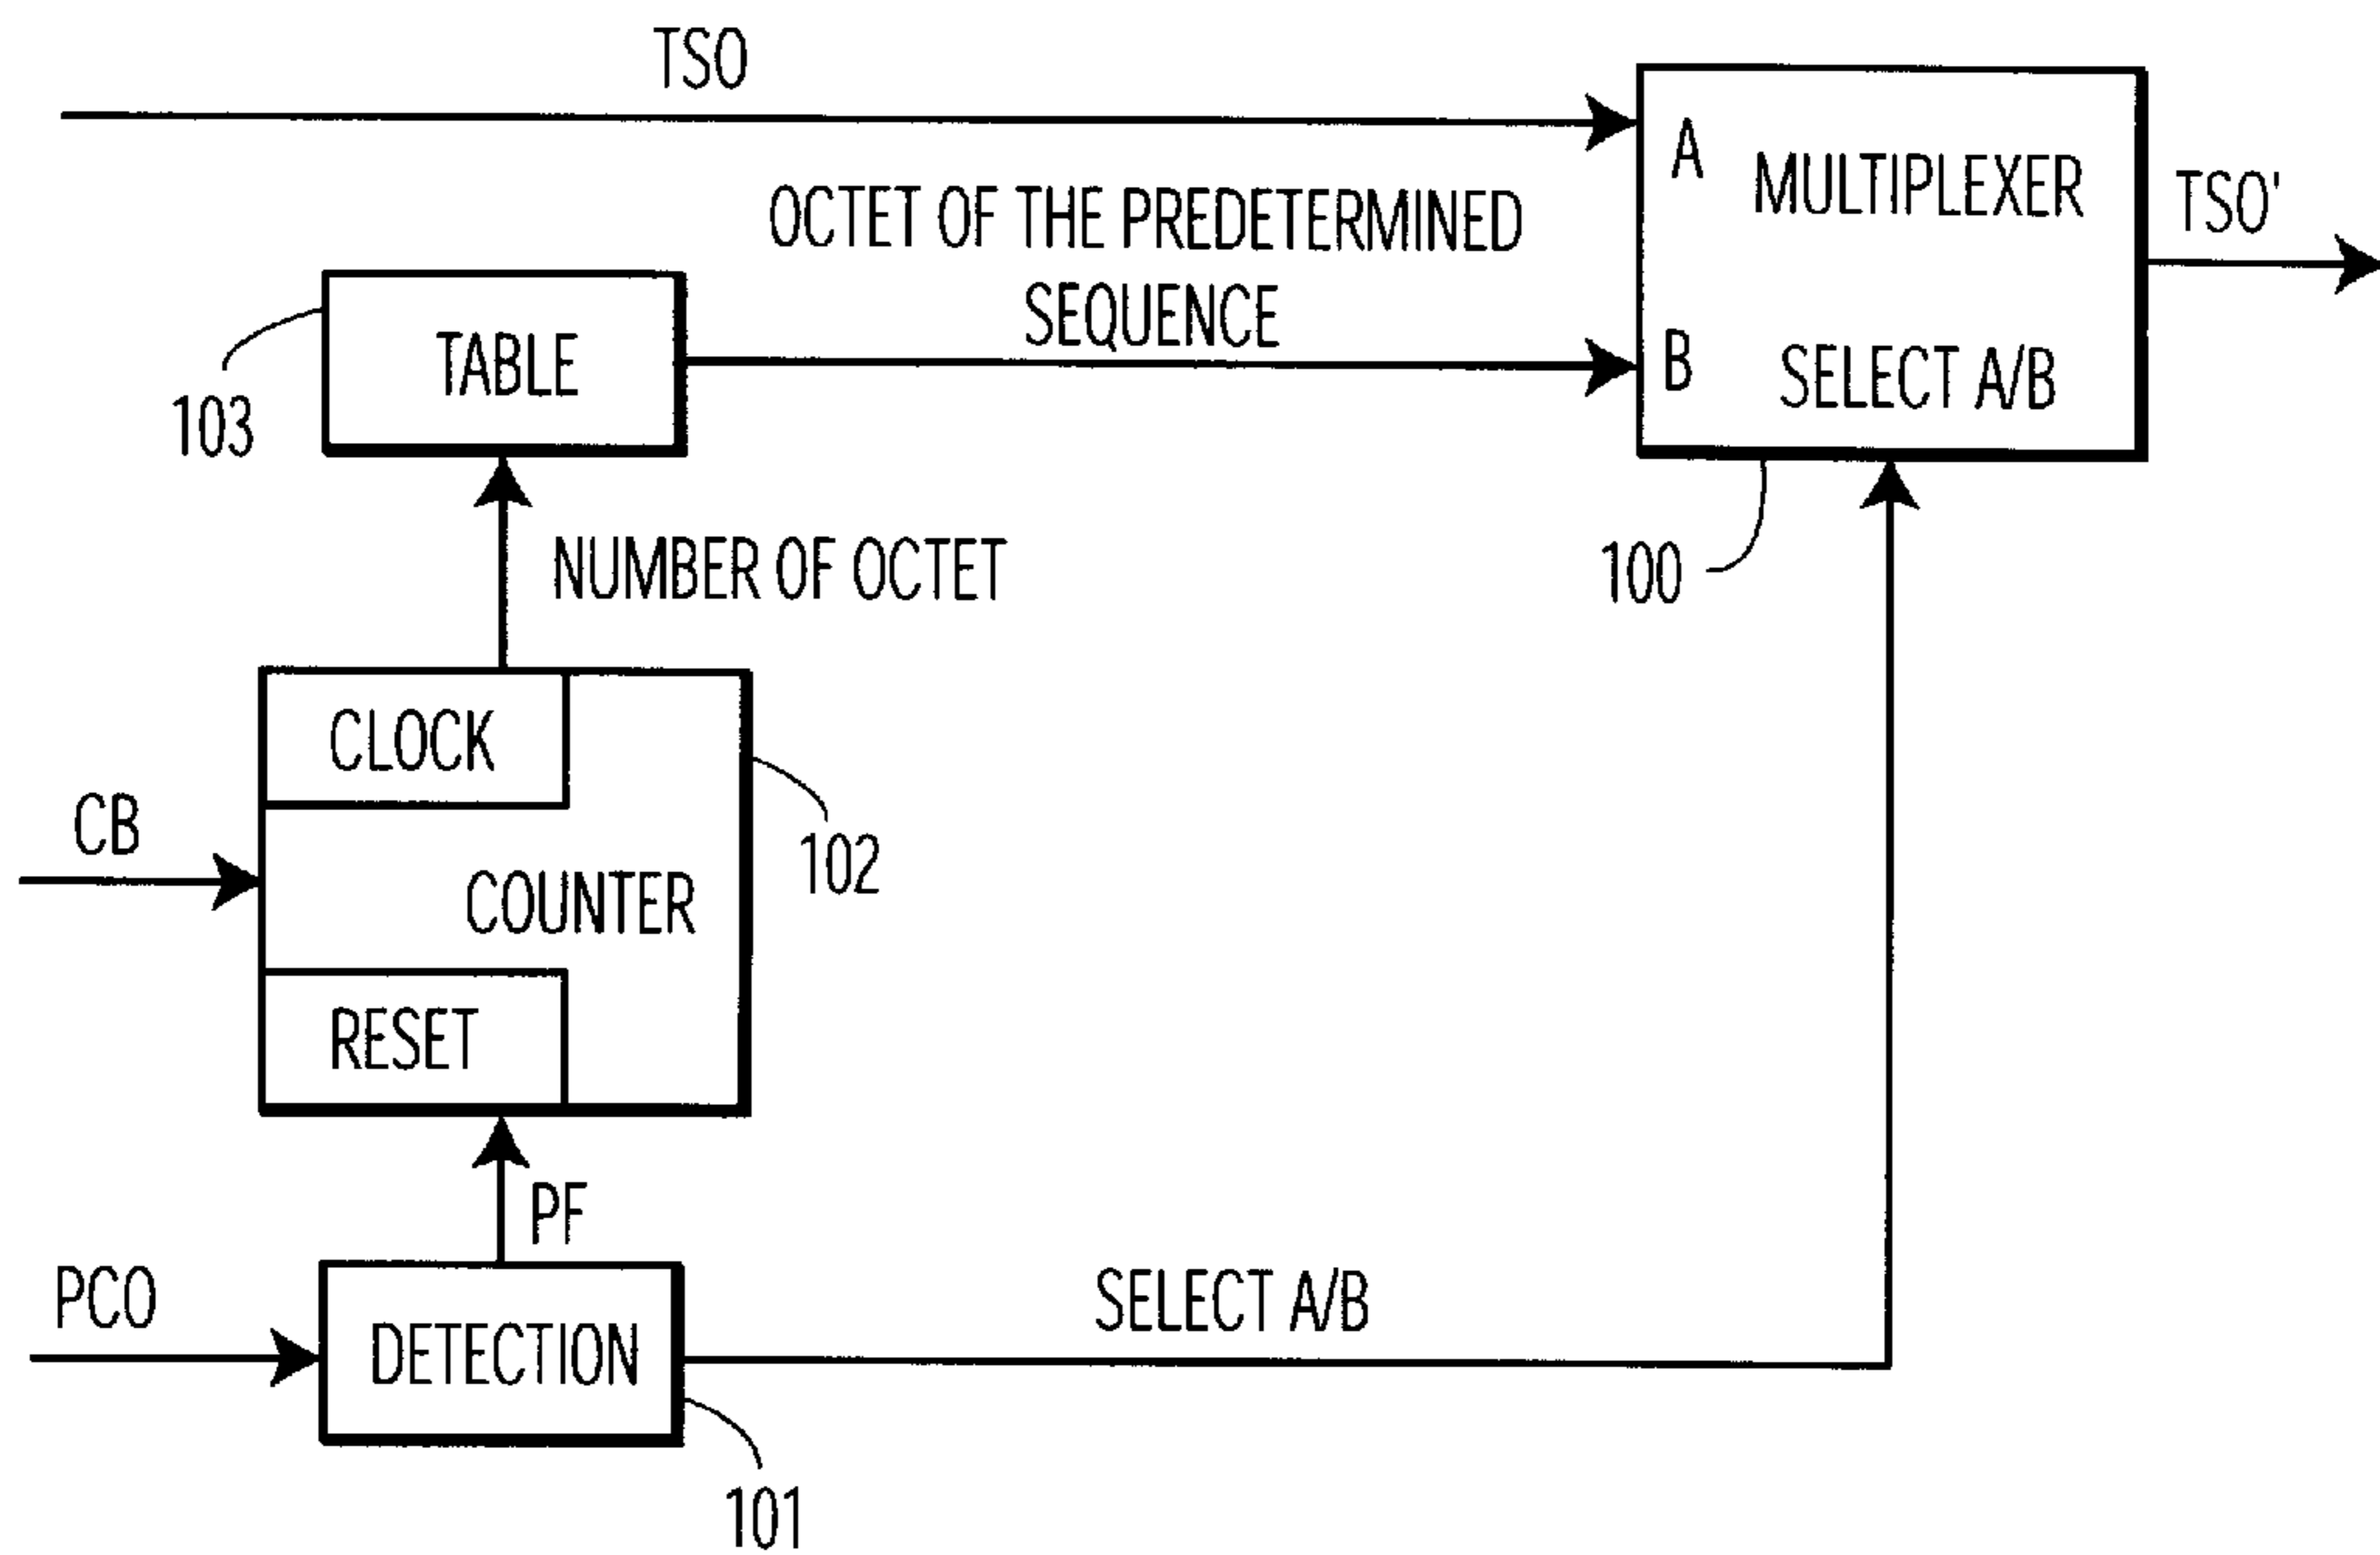 TSO
A
MULTIPLEXER
TSO'
OCTET OF THE PREDETERMINED
SEQUENCE
B
SELECT A/B
TABLE
103
100
NUMBER OF OCTET
CLOCK
CB
COUNTER
102
RESET
PF
PCO
DETECTION
SELECT A/B
101